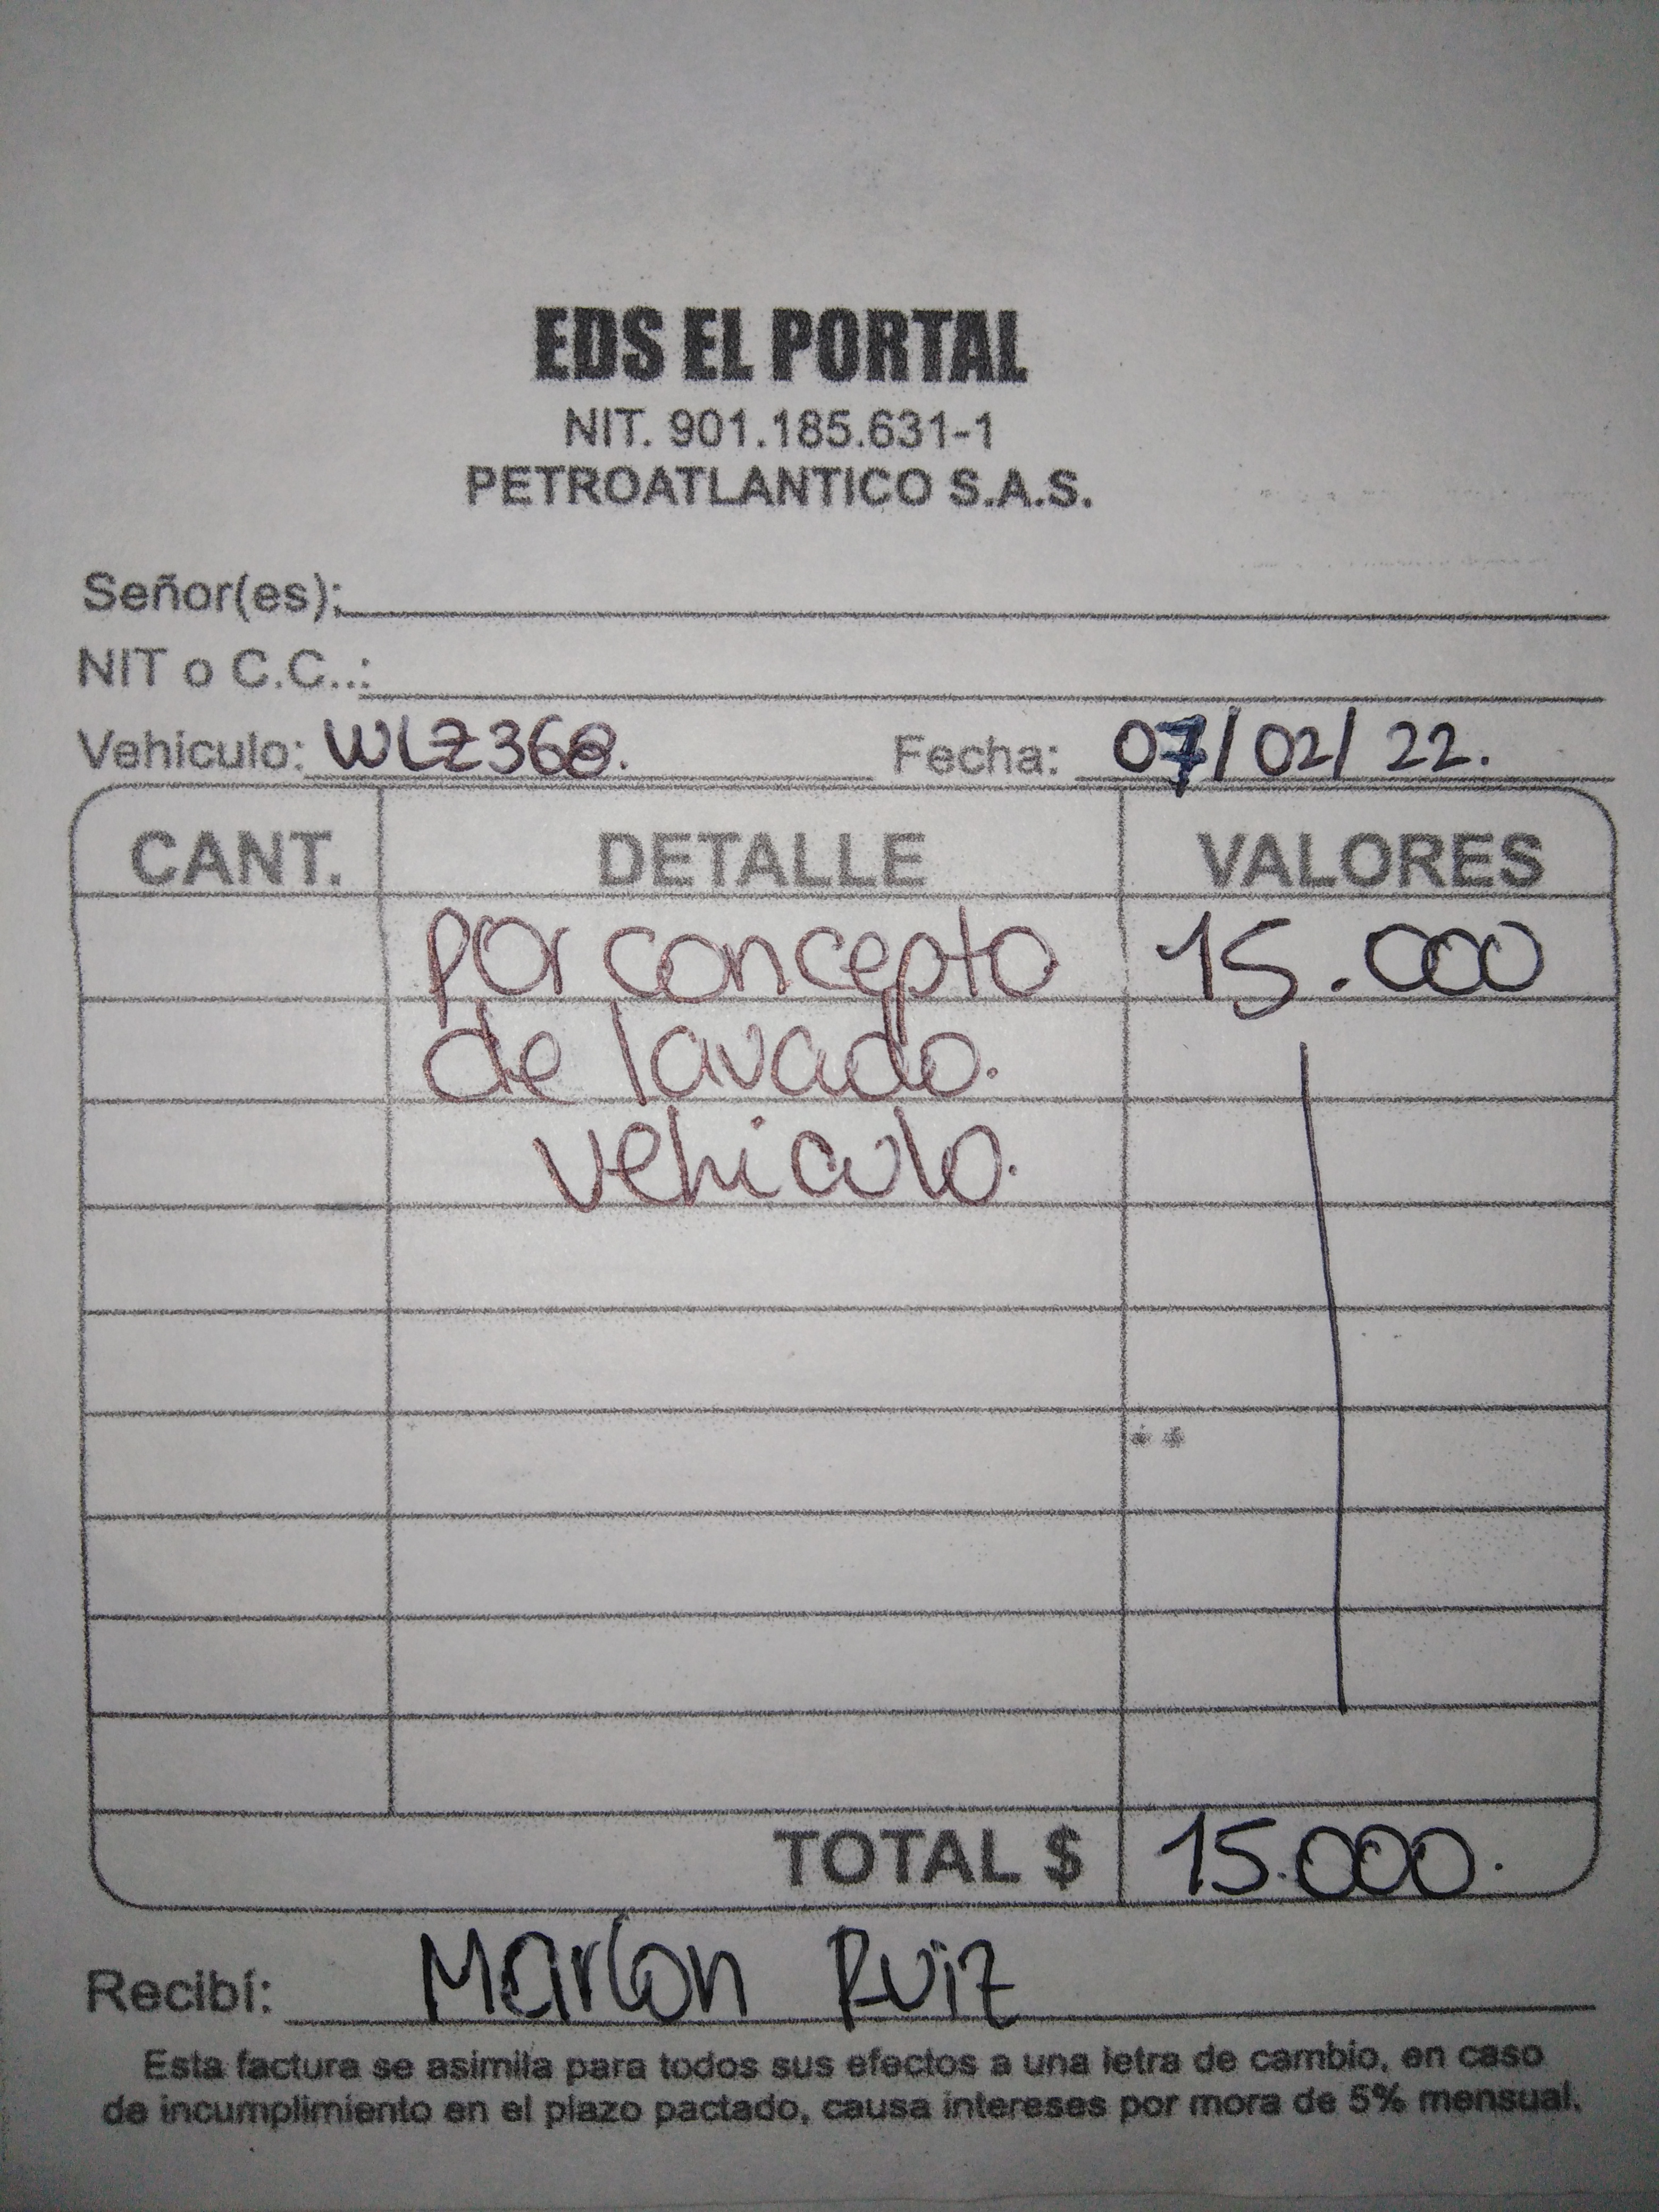 EDS EL PORTAL
NIT. 901.185.631-1
PETROATLANTICO S.A.S.
Señor(es):
NIT o C.C..:
Vehículo: WLZ368. Fecha: 07/02/22.
CANT. DETALLE VALORES
por concepto 15.000
de lavado.
vehiculo.
TOTAL $ 15.000.
Recibí: Marlon Ruiz
Esta factura se asimila para todos sus efectos a una letra de cambio, en caso
de incumplimiento en el plazo pactado, causa intereses por mora de 5% mensual.